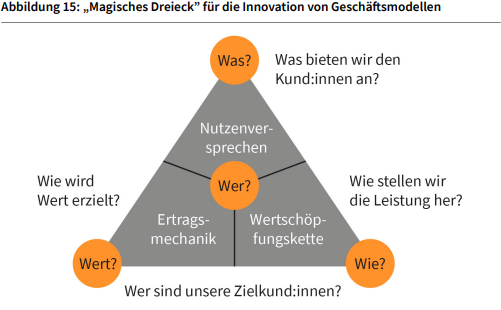 Abbildung 15: „Magisches Dreieck” für die Innovation von Geschäftsmodellen
Was?
Was bieten wir den
Kund:innen an?
Nutzenver-
sprechen
Wie wird
Wert erzielt?
Wer?
Wie stellen wir
die Leistung her?
Ertrags-
mechanik
Wertschöp-
fungskette
Wert?
Wie?
Wer sind unsere Zielkund:innen?